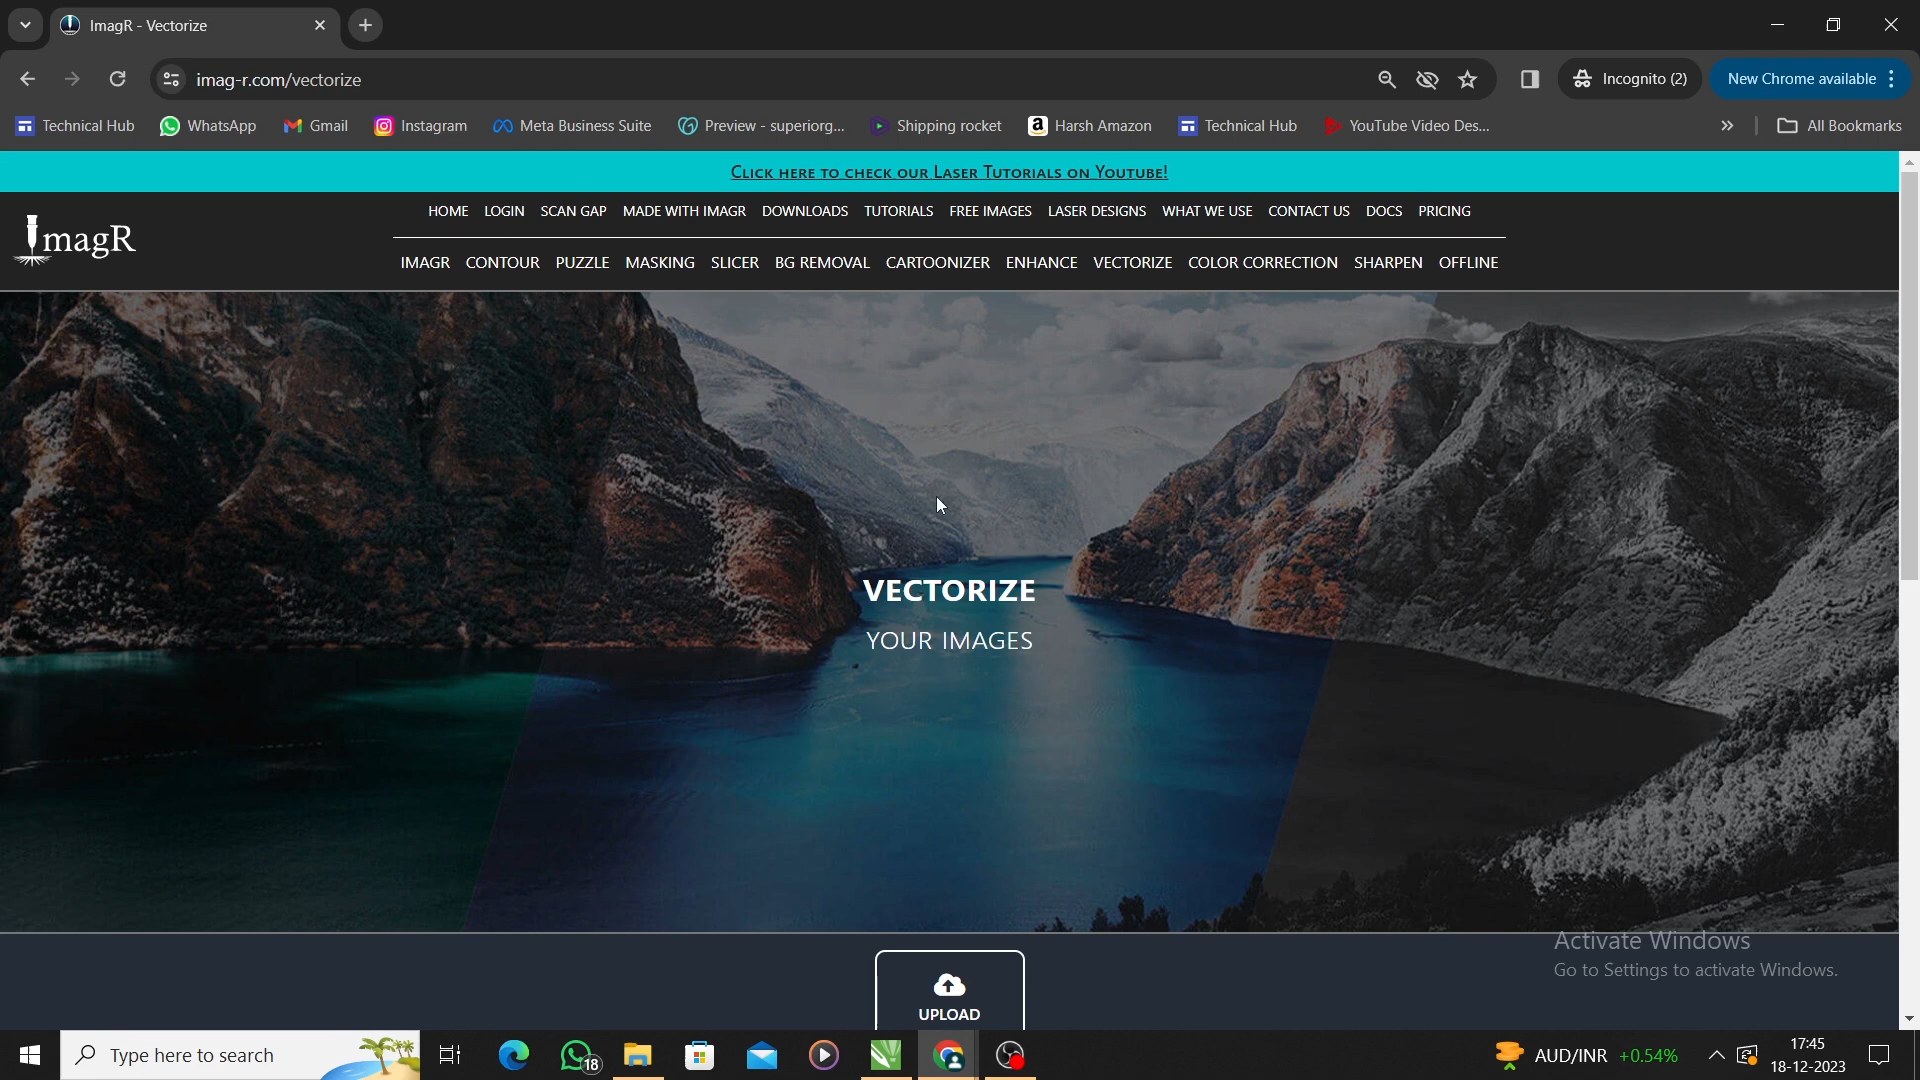 ImagR - Vectorize
imag-r.com/vectorize
Incognito (2)
New Chrome available
Technical Hub
WhatsApp
Gmail
Instagram
Meta Business Suite
Preview - superiorg...
Shipping rocket
Harsh Amazon
Technical Hub
YouTube Video Des...
All Bookmarks
CLICK HERE TO CHECK OUR LASER TUTORIALS ON YOUTUBE!
ImagR
HOME LOGIN SCAN GAP MADE WITH IMAGR DOWNLOADS TUTORIALS FREE IMAGES LASER DESIGNS WHAT WE USE CONTACT US DOCS PRICING
IMAGR CONTOUR PUZZLE MASKING SLICER BG REMOVAL CARTOONIZER ENHANCE VECTORIZE COLOR CORRECTION SHARPEN OFFLINE
VECTORIZE
YOUR IMAGES
UPLOAD
Activate Windows
Go to Settings to activate Windows.
Type here to search
18
AUD/INR +0.54%
17:45
18-12-2023